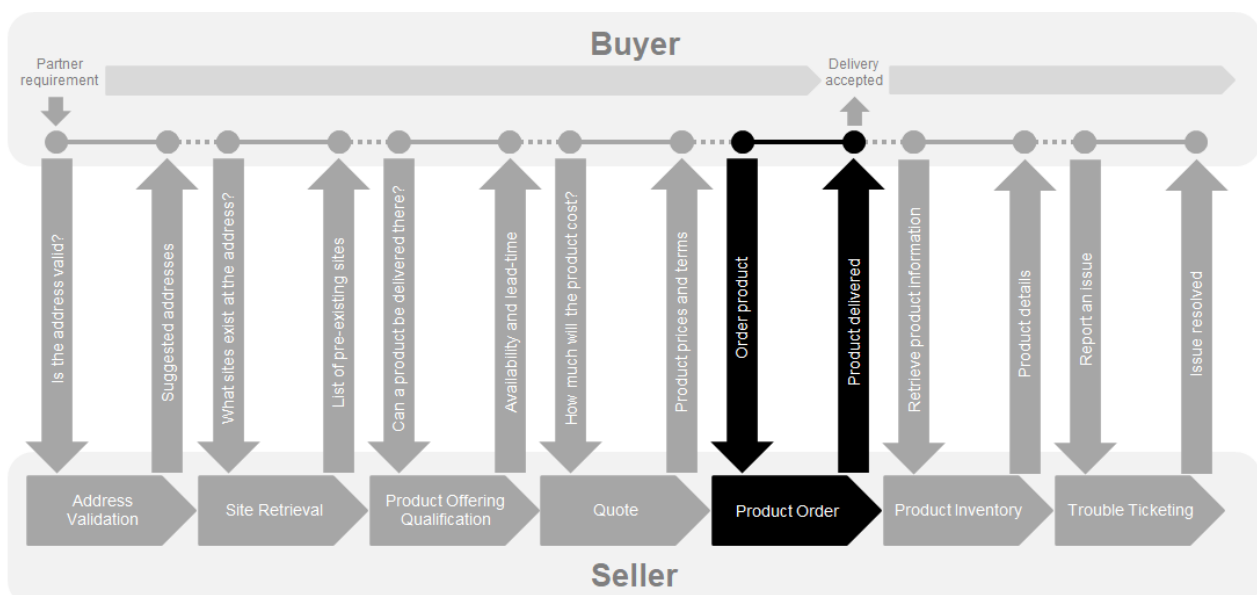 Buyer
Partner
requirement
Delivery
accepted
Is the address valid?
Suggested addresses
What sites exist at the address?
List of pre-existing sites
Can a product be delivered there?
Availability and lead-time
How much will the product cost?
Product prices and terms
Order product
Product delivered
Retrieve product information
Product details
Report an issue
Issue resolved
Address
Validation
Site Retrieval
Product Offering
Qualification
Quote
Product Order
Product Inventory
Trouble Ticketing
Seller